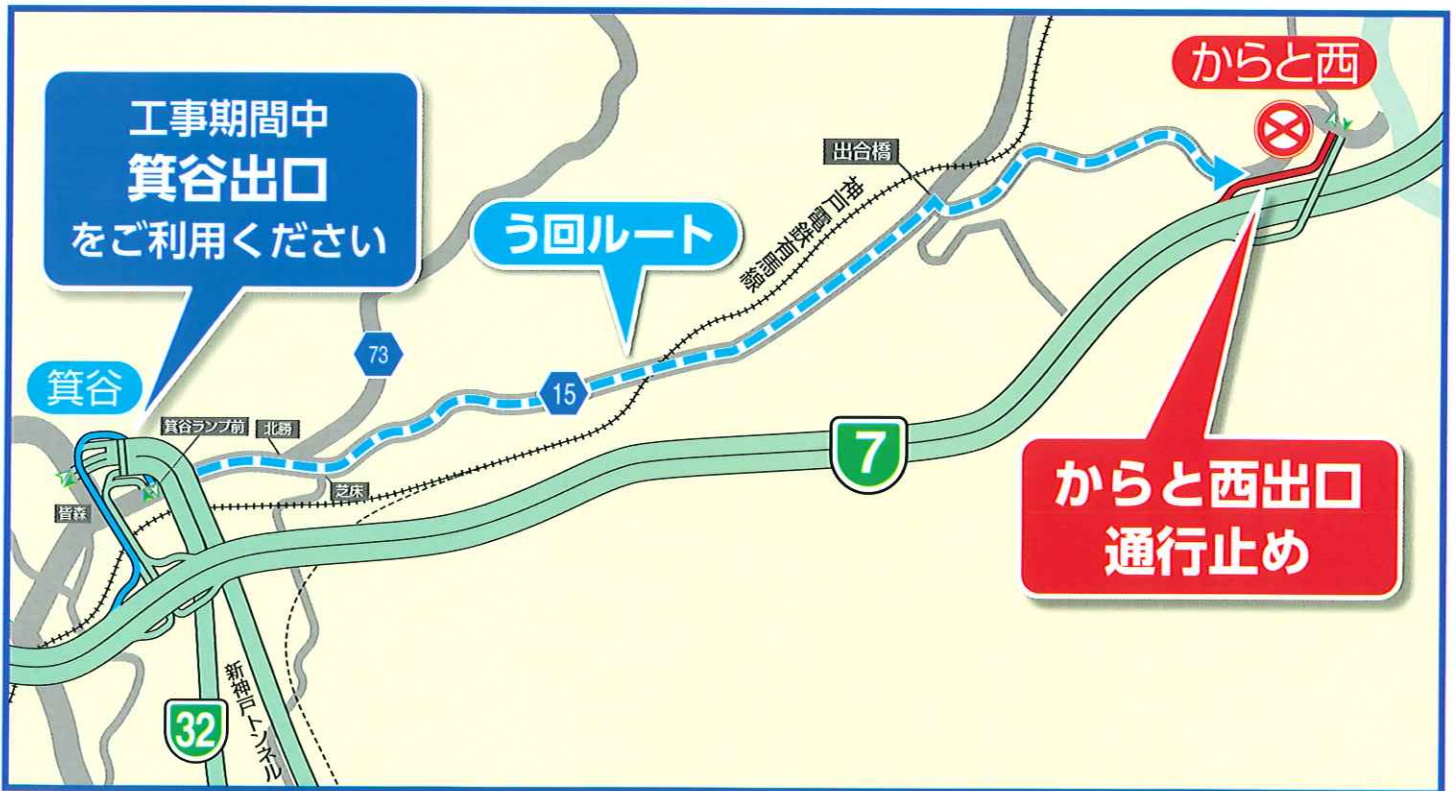 工事期間中
箕谷出口
をご利用ください
からと西
出合橋
神戸電鉄有馬線
う回ルート
73
箕谷
15
箕谷ランプ前
北勝
芝床
皆森
7
からと西出口
通行止め
32
新神戸トンネル